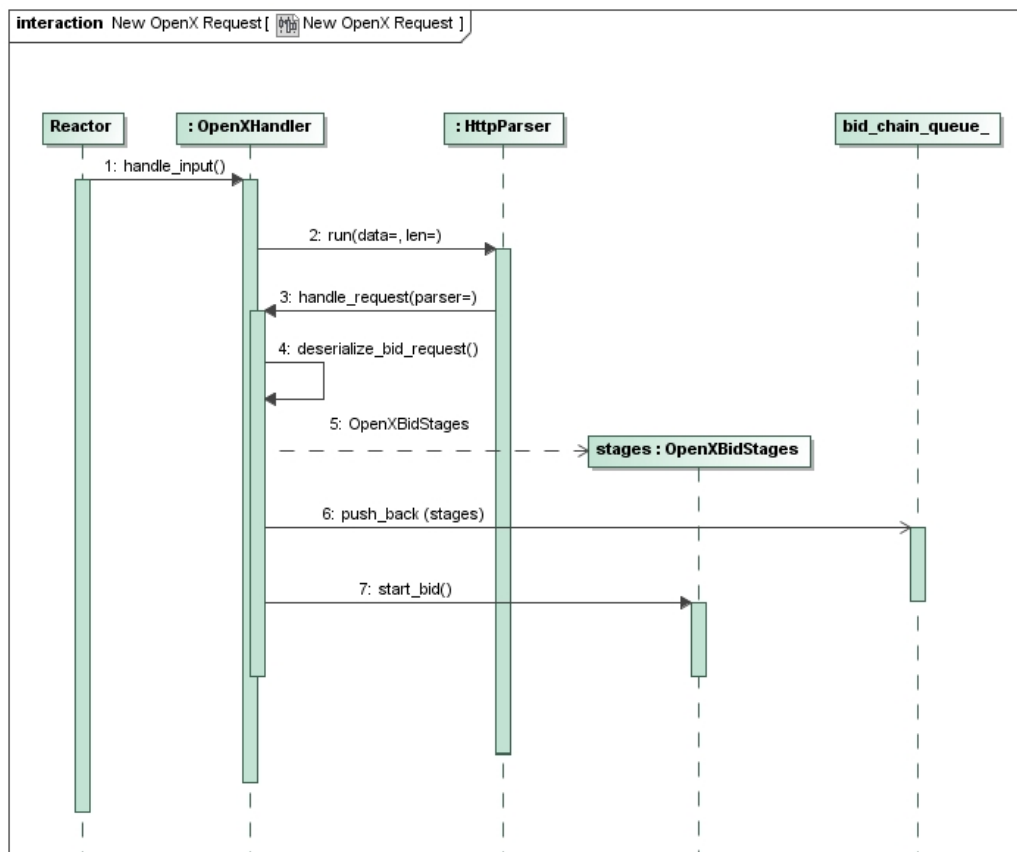 interaction New OpenX Request [ New OpenX Request ]
Reactor
: OpenXHandler
: HttpParser
bid_chain_queue_
1: handle_input()
2: run(data=, len=)
3: handle_request(parser=)
4: deserialize_bid_request()
5: OpenXBidStages
stages : OpenXBidStages
6: push_back (stages)
7: start_bid()